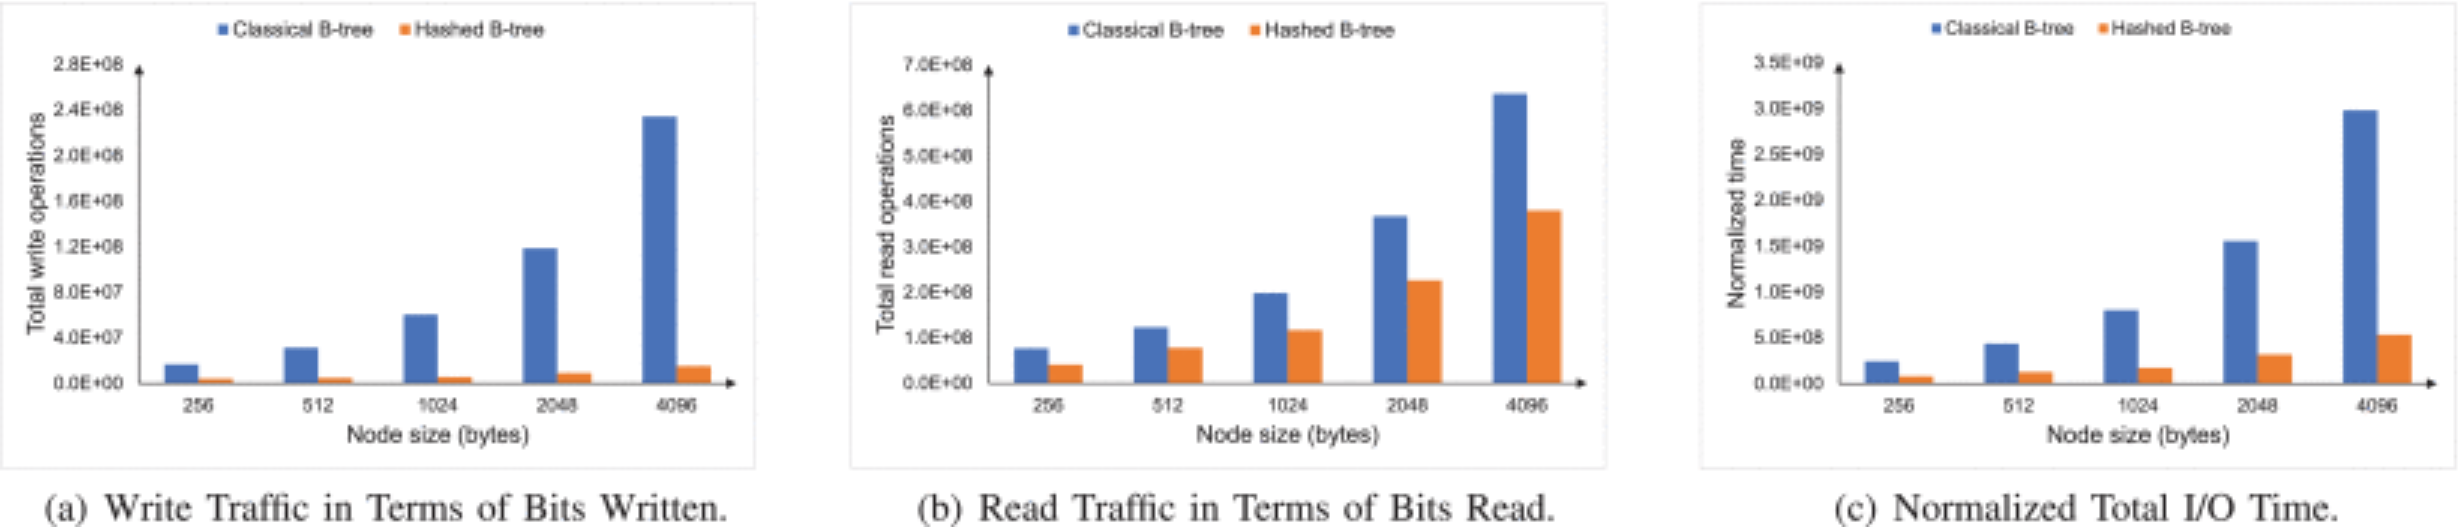 Classical B-tree Hashed B-tree
2.8E+08
2.4E+08
2.0E+08
1.6E+08
1.2E+08
8.0E+07
4.0E+07
0.0E+00
Total write operations
256 512 1024 2048 4096
Node size (bytes)
(a) Write Traffic in Terms of Bits Written.
Classical B-tree Hashed B-tree
7.0E+08
6.0E+08
5.0E+08
4.0E+08
3.0E+08
2.0E+08
1.0E+08
0.0E+00
Total read operations
256 512 1024 2048 4096
Node size (bytes)
(b) Read Traffic in Terms of Bits Read.
Classical B-tree Hashed B-tree
3.5E+09
3.0E+09
2.5E+09
2.0E+09
1.5E+09
1.0E+09
5.0E+08
0.0E+00
Normalized time
256 512 1024 2048 4096
Node size (bytes)
(c) Normalized Total I/O Time.